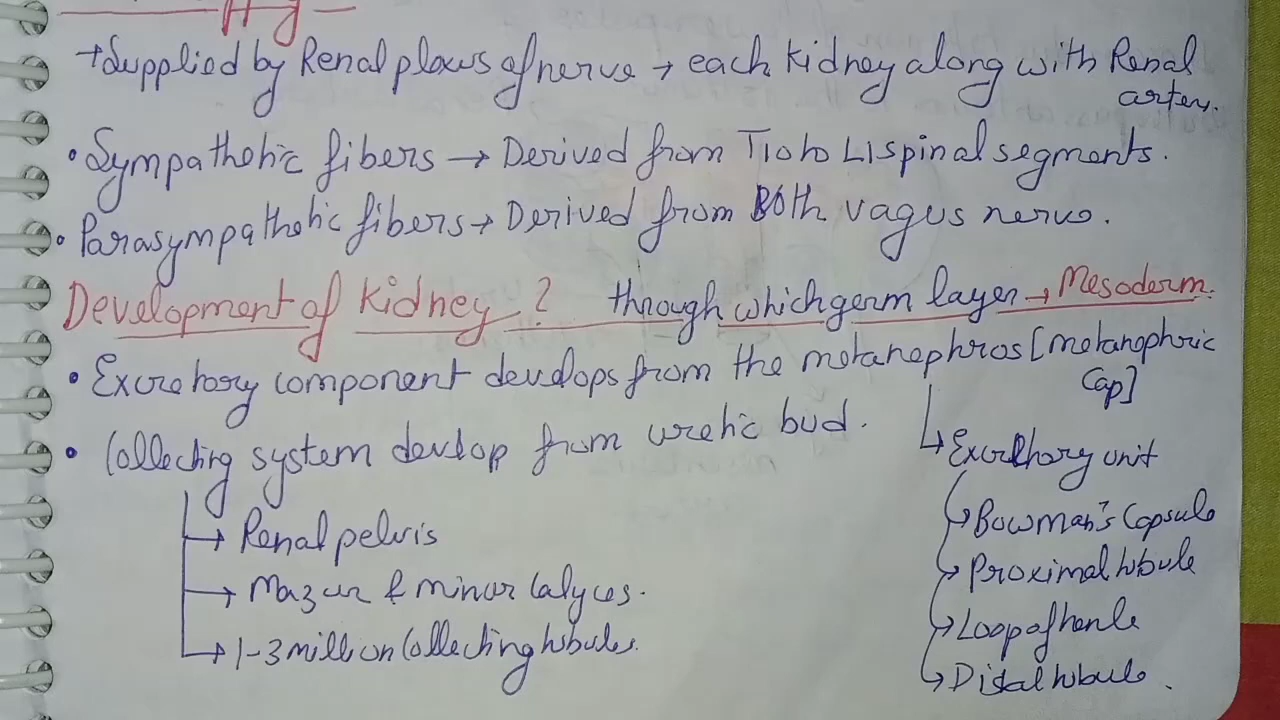 →Supplied by Renal plexus of nerve → each kidney along with Renal
artery.
• Sympathetic fibers → Derived from T10 to L1 spinal segments.
• Parasympathetic fibers → Derived from Both vagus nerve.
Development of kidney ? through which germ layer → Mesoderm.
• Excretory component develops from the metanephros [metanephric
Cap]
• Collecting system develop from uretic bud.
↳ Excrethory unit
→ Renal pelvis
→ Mazur & minor Calyces.
→ 1-3 million Collecting tubules.
↳ Bowman's Capsule
↳ Proximal tubule
↳ Loop of henle
↳ Distal tubule.